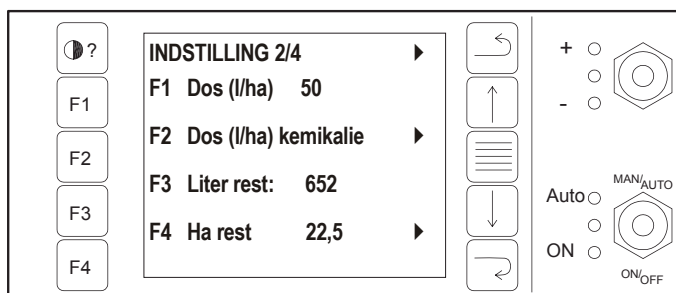 ?
F1
F2
F3
F4
INDSTILLING 2/4
F1 Dos (l/ha) 50
F2 Dos (l/ha) kemikalie
F3 Liter rest: 652
F4 Ha rest 22,5
+
-
MAN/AUTO
Auto
ON
ON/OFF